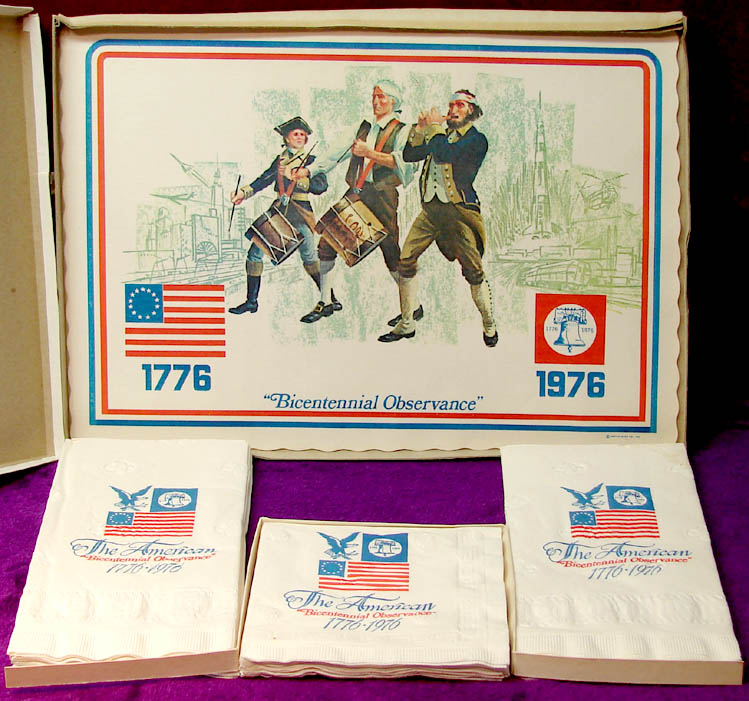 1776
1976
1776 1976
"Bicentennial Observance"
The American
"Bicentennial Observance"
1776-1976
The American
"Bicentennial Observance"
1776-1976
The American
"Bicentennial Observance"
1776-1976